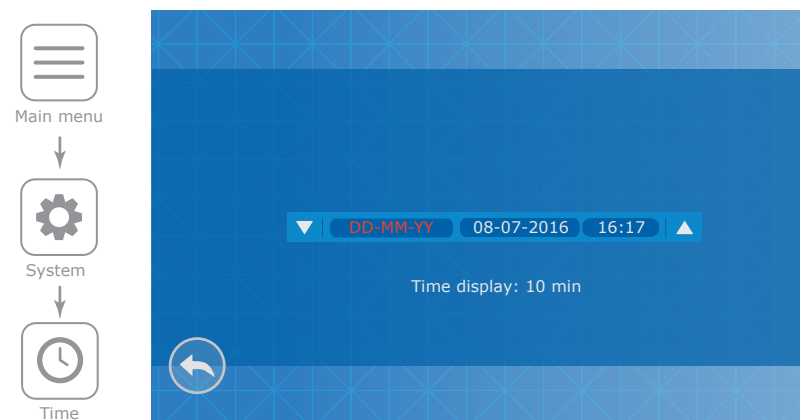 Main menu
System
Time
DD-MM-YY 08-07-2016 16:17
Time display: 10 min